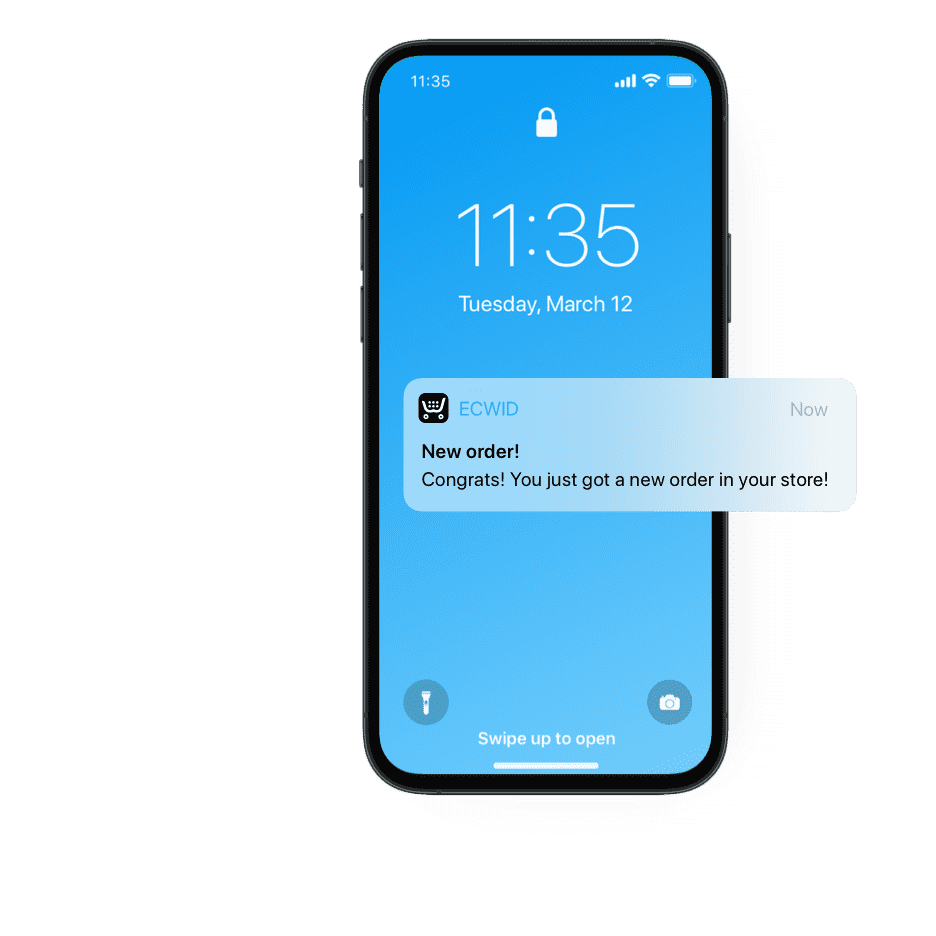 11:35
11:35
Tuesday, March 12
ECWID
Now
New order!
Congrats! You just got a new order in your store!
Swipe up to open